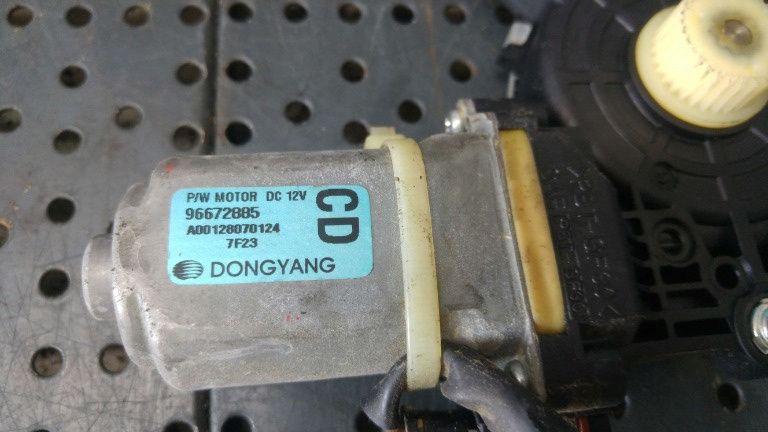 P/W MOTOR DC 12V
96672885
A00128070124
7F23
CD
DONGYANG